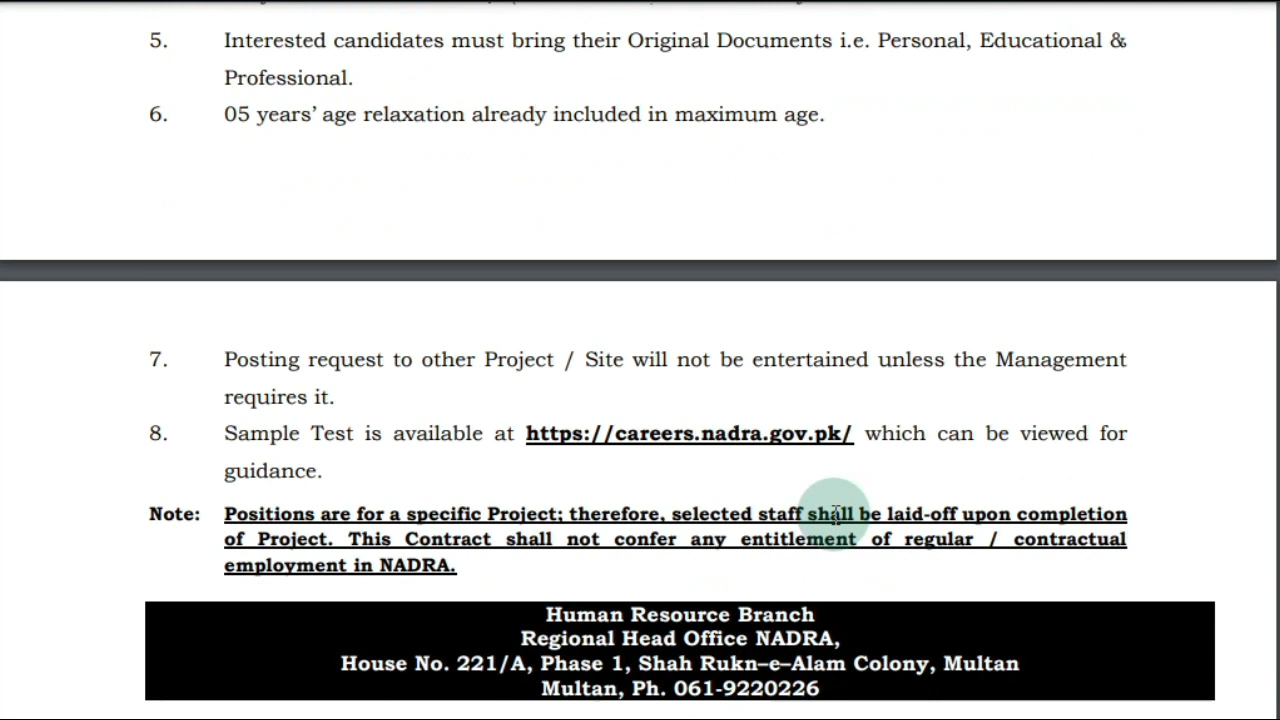 5. Interested candidates must bring their Original Documents i.e. Personal, Educational &
Professional.
6. 05 years’ age relaxation already included in maximum age.
7. Posting request to other Project / Site will not be entertained unless the Management
requires it.
8. Sample Test is available at https://careers.nadra.gov.pk/ which can be viewed for
guidance.
Note: Positions are for a specific Project; therefore, selected staff shall be laid-off upon completion
of Project. This Contract shall not confer any entitlement of regular / contractual
employment in NADRA.
Human Resource Branch
Regional Head Office NADRA,
House No. 221/A, Phase 1, Shah Rukn–e–Alam Colony, Multan
Multan, Ph. 061-9220226